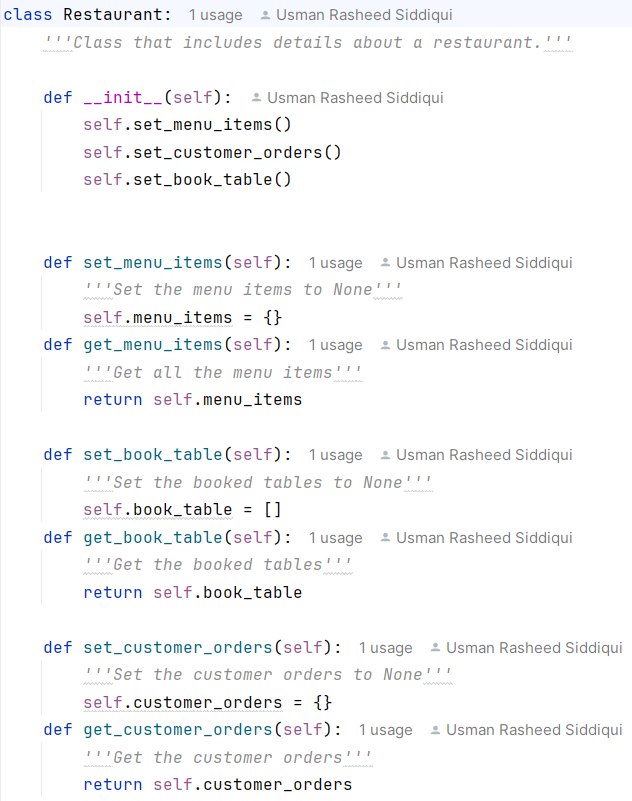 class Restaurant: 1 usage Usman Rasheed Siddiqui
'''Class that includes details about a restaurant.'''
def __init__(self): Usman Rasheed Siddiqui
self.set_menu_items()
self.set_customer_orders()
self.set_book_table()
def set_menu_items(self): 1 usage Usman Rasheed Siddiqui
'''Set the menu items to None'''
self.menu_items = {}
def get_menu_items(self): 1 usage Usman Rasheed Siddiqui
'''Get all the menu items'''
return self.menu_items
def set_book_table(self): 1 usage Usman Rasheed Siddiqui
'''Set the booked tables to None'''
self.book_table = []
def get_book_table(self): 1 usage Usman Rasheed Siddiqui
'''Get the booked tables'''
return self.book_table
def set_customer_orders(self): 1 usage Usman Rasheed Siddiqui
'''Set the customer orders to None'''
self.customer_orders = {}
def get_customer_orders(self): 1 usage Usman Rasheed Siddiqui
'''Get the customer orders'''
return self.customer_orders